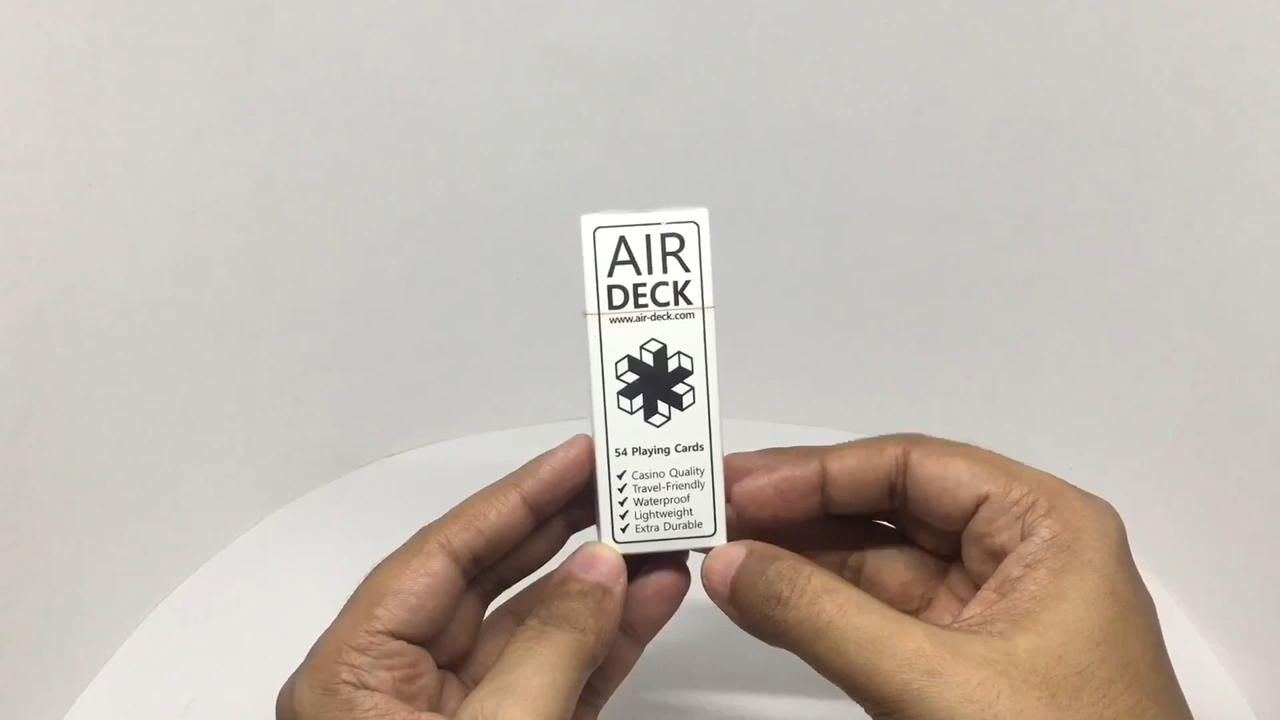 AIR
DECK
www.air-deck.com
54 Playing Cards
✓ Casino Quality
✓ Travel-Friendly
✓ Waterproof
✓ Lightweight
✓ Extra Durable